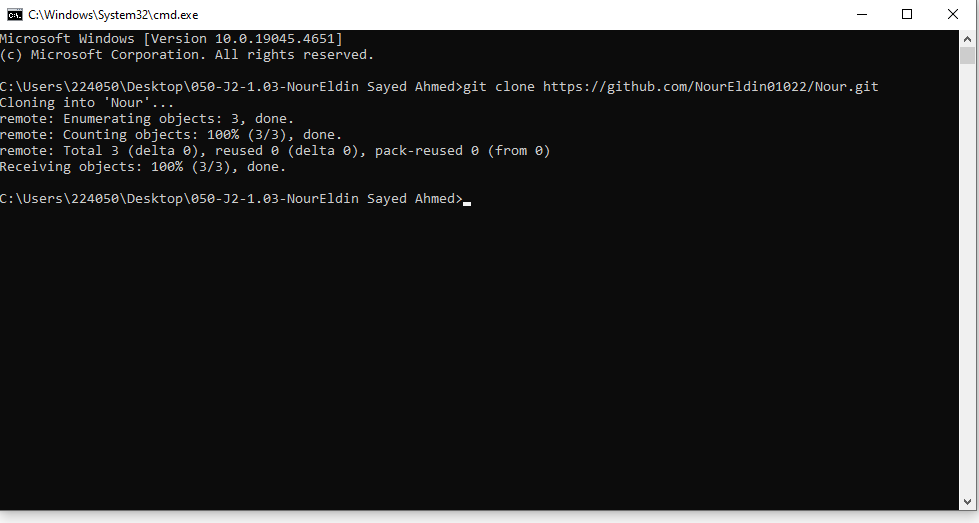 C:\Windows\System32\cmd.exe
Microsoft Windows [Version 10.0.19045.4651]
(c) Microsoft Corporation. All rights reserved.
C:\Users\224050\Desktop\050-J2-1.03-NourEldin Sayed Ahmed>git clone https://github.com/NourEldin01022/Nour.git
Cloning into 'Nour'...
remote: Enumerating objects: 3, done.
remote: Counting objects: 100% (3/3), done.
remote: Total 3 (delta 0), reused 0 (delta 0), pack-reused 0 (from 0)
Receiving objects: 100% (3/3), done.
C:\Users\224050\Desktop\050-J2-1.03-NourEldin Sayed Ahmed>